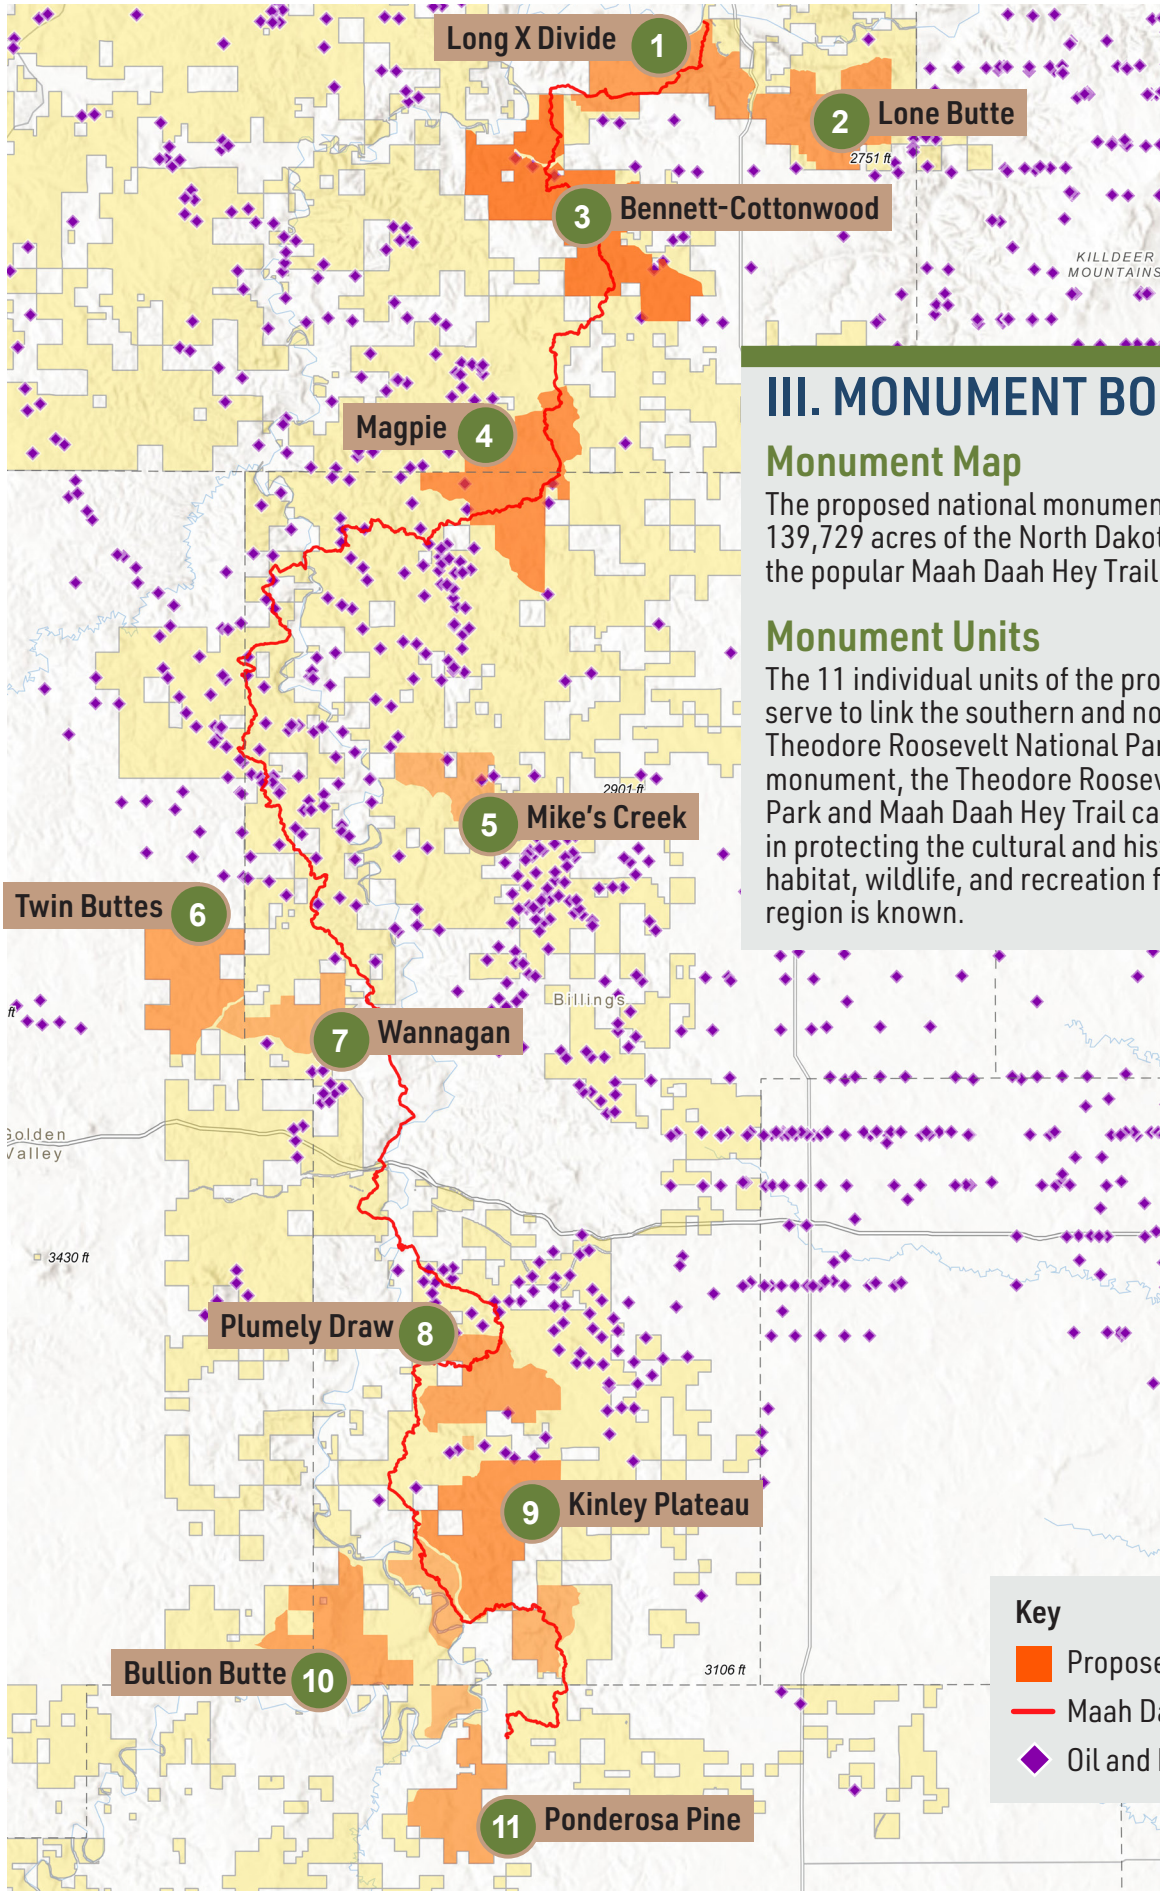 Long X Divide 1
2 Lone Butte
2751 ft
3 Bennett-Cottonwood
KILLDEER
MOUNTAINS
III. MONUMENT BO
Magpie 4
Monument Map
The proposed national monumen
139,729 acres of the North Dakot
the popular Maah Daah Hey Trail
Monument Units
The 11 individual units of the pro
serve to link the southern and no
Theodore Roosevelt National Par
monument, the Theodore Roosev
Park and Maah Daah Hey Trail ca
in protecting the cultural and his
habitat, wildlife, and recreation f
region is known.
2901 ft
5 Mike's Creek
Twin Buttes 6
ft
Billings
7 Wannagan
Golden
Valley
3430 ft
Plumely Draw 8
9 Kinley Plateau
Bullion Butte 10
3106 ft
Key
Propose
Maah Da
Oil and
11 Ponderosa Pine